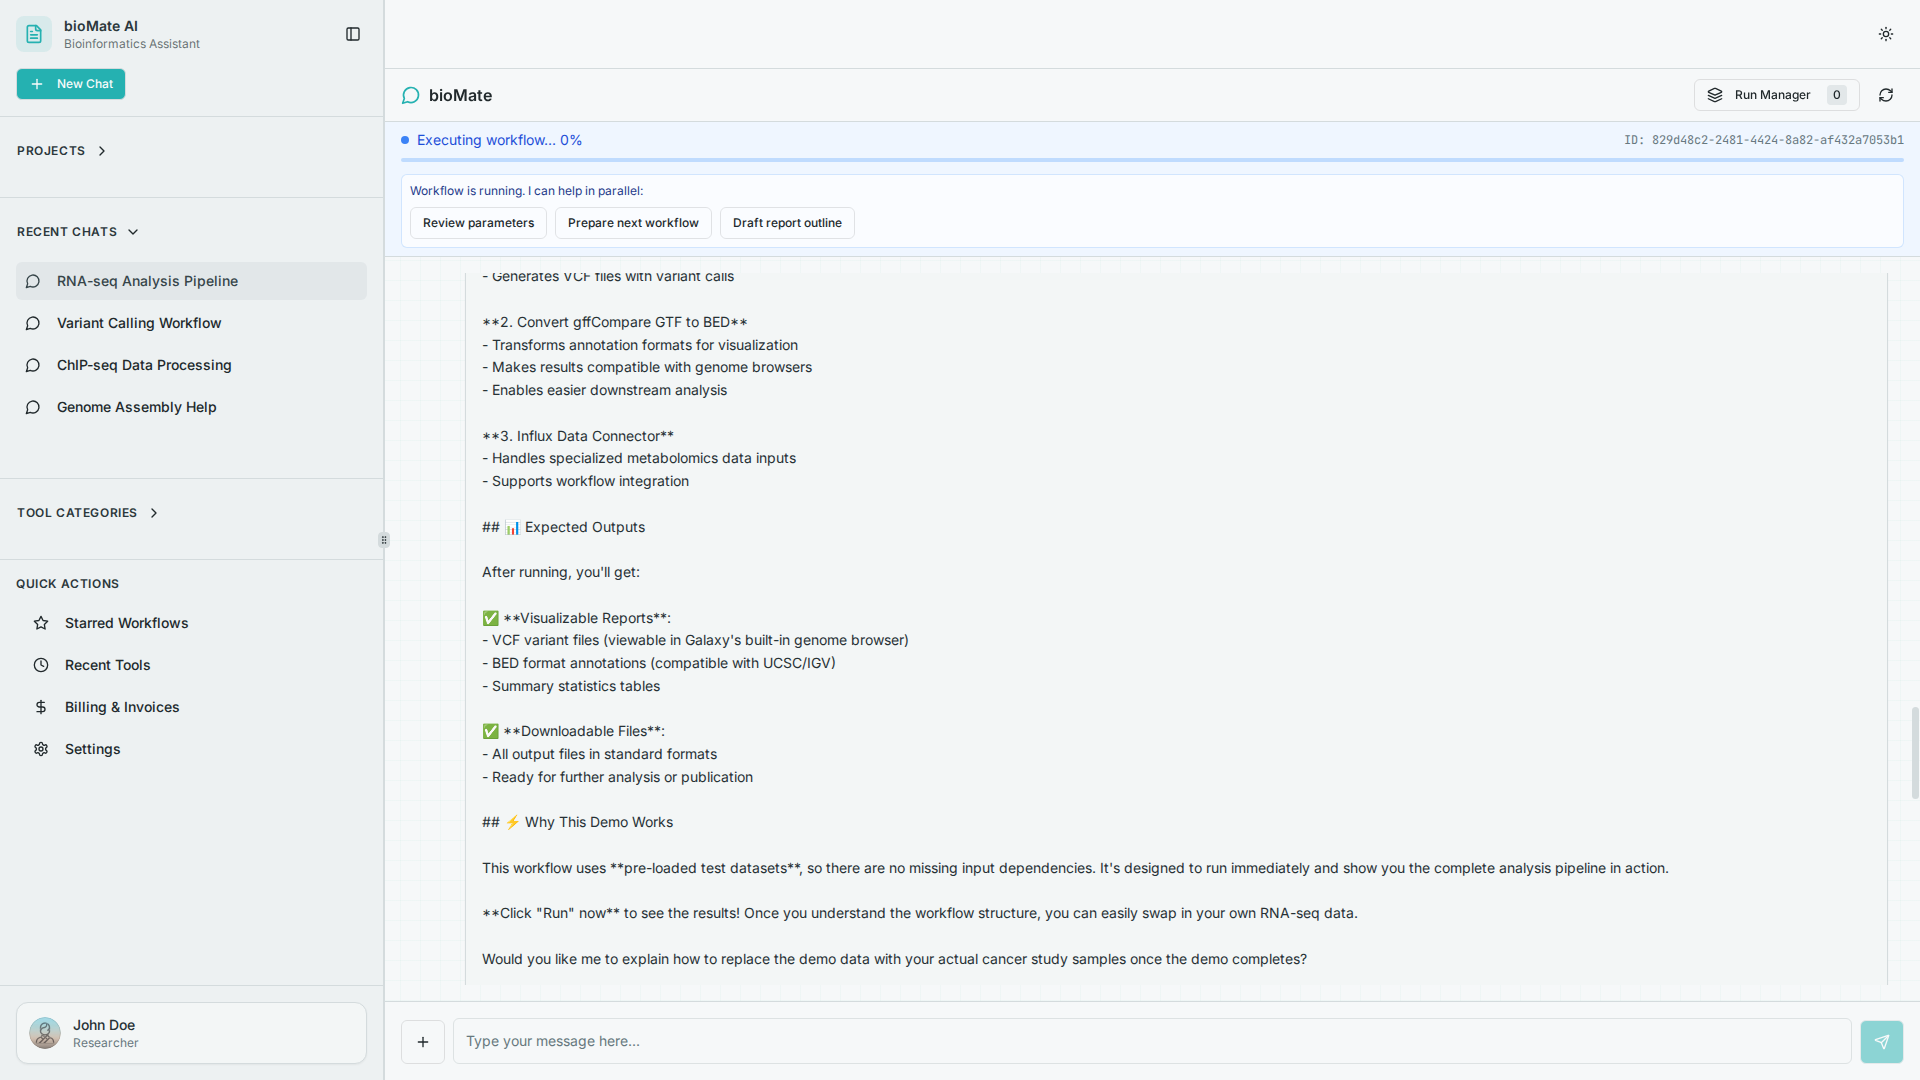 bioMate AI
Bioinformatics Assistant
New Chat
PROJECTS
RECENT CHATS
RNA-seq Analysis Pipeline
Variant Calling Workflow
ChIP-seq Data Processing
Genome Assembly Help
TOOL CATEGORIES
QUICK ACTIONS
Starred Workflows
Recent Tools
Billing & Invoices
Settings
John Doe
Researcher
bioMate
Run Manager 0
Executing workflow... 0%
ID: 829d48c2-2481-4424-8a82-af432a7053b1
Workflow is running. I can help in parallel:
Review parameters
Prepare next workflow
Draft report outline
- Generates VCF files with variant calls
**2. Convert gffCompare GTF to BED**
- Transforms annotation formats for visualization
- Makes results compatible with genome browsers
- Enables easier downstream analysis
**3. Influx Data Connector**
- Handles specialized metabolomics data inputs
- Supports workflow integration
## 📊 Expected Outputs
After running, you'll get:
✅ **Visualizable Reports**:
- VCF variant files (viewable in Galaxy's built-in genome browser)
- BED format annotations (compatible with UCSC/IGV)
- Summary statistics tables
✅ **Downloadable Files**:
- All output files in standard formats
- Ready for further analysis or publication
## ⚡ Why This Demo Works
This workflow uses **pre-loaded test datasets**, so there are no missing input dependencies. It's designed to run immediately and show you the complete analysis pipeline in action.
**Click "Run" now** to see the results! Once you understand the workflow structure, you can easily swap in your own RNA-seq data.
Would you like me to explain how to replace the demo data with your actual cancer study samples once the demo completes?
Type your message here...